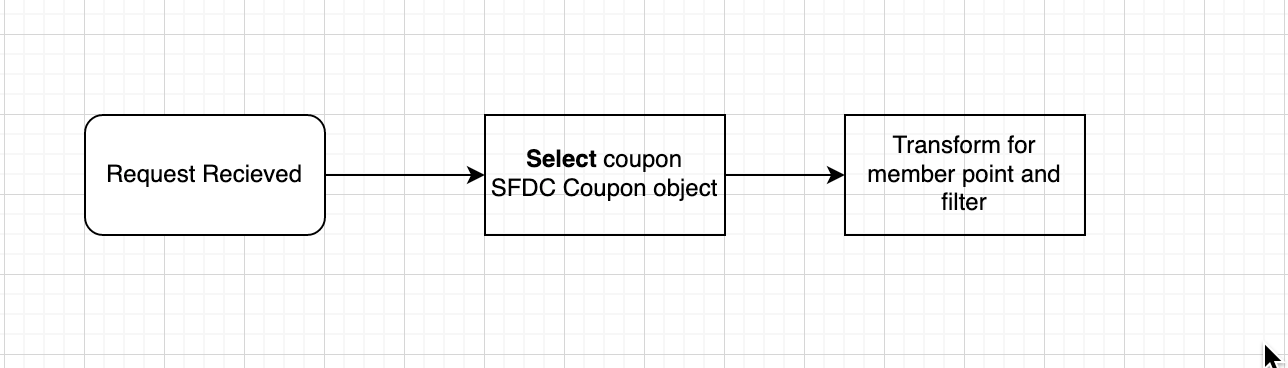 Request Recieved
Select coupon
SFDC Coupon object
Transform for
member point and
filter